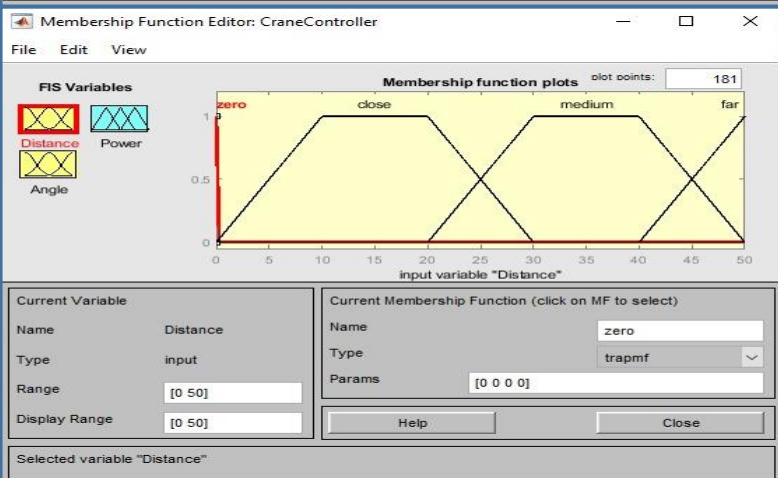 Membership Function Editor: CraneController
File Edit View
FIS Variables
Distance Power
Angle
Membership function plots plot points: 181
zero close medium far
1
0.5
0
0 5 10 15 20 25 30 35 40 45 50
input variable "Distance"
Current Variable
Name Distance
Type input
Range [0 50]
Display Range [0 50]
Current Membership Function (click on MF to select)
Name zero
Type trapmf
Params [0 0 0 0]
Help Close
Selected variable "Distance"